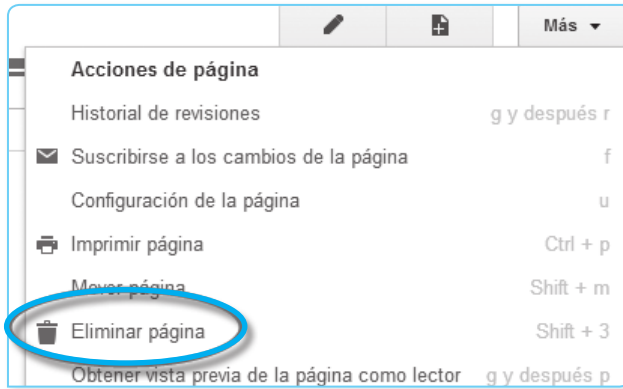 Más
Acciones de página
Historial de revisiones g y después r
Suscribirse a los cambios de la página f
Configuración de la página u
Imprimir página Ctrl + p
Mover página Shift + m
Eliminar página Shift + 3
Obtener vista previa de la página como lector g y después p